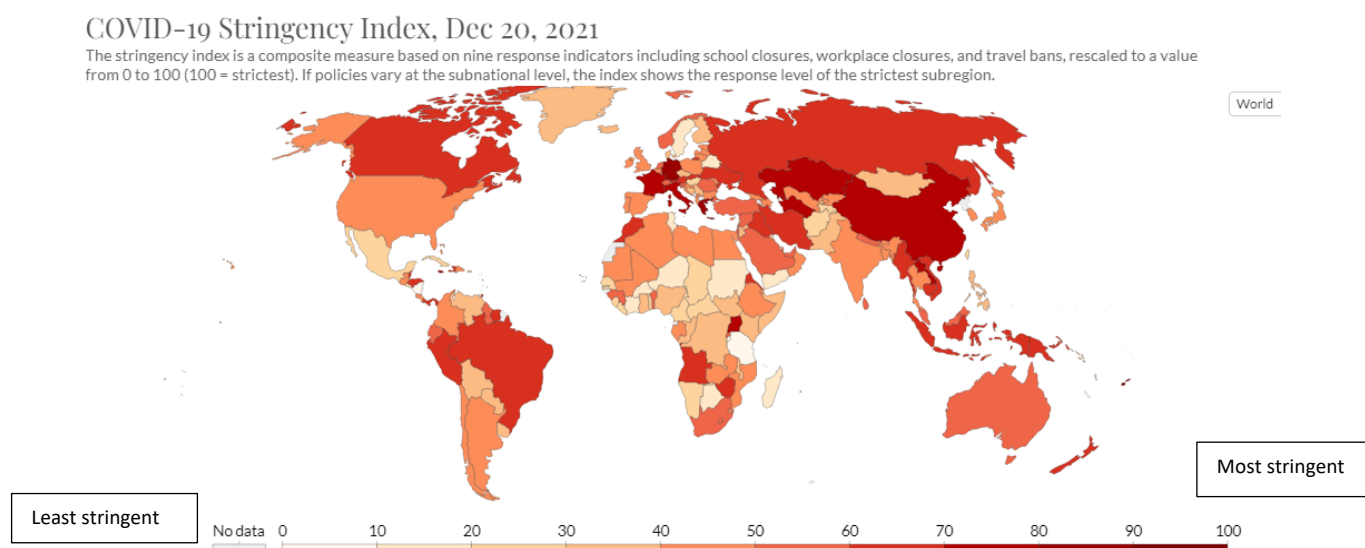 COVID-19 Stringency Index, Dec 20, 2021
The stringency index is a composite measure based on nine response indicators including school closures, workplace closures, and travel bans, rescaled to a value
from 0 to 100 (100 = strictest). If policies vary at the subnational level, the index shows the response level of the strictest subregion.
World
Most stringent
Least stringent
No data 0 10 20 30 40 50 60 70 80 90 100